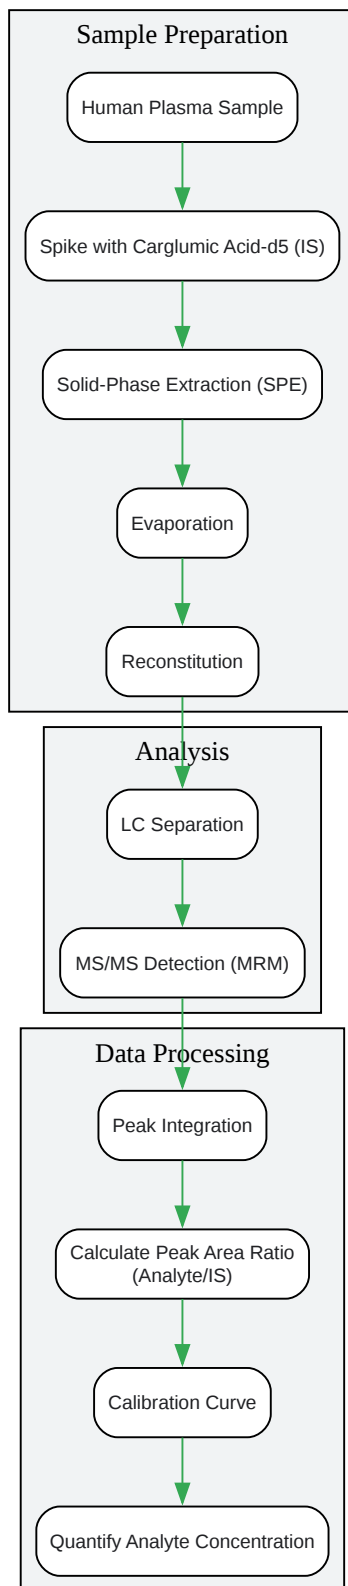 Sample Preparation
Human Plasma Sample
Spike with Carglumic Acid-d5 (IS)
Solid-Phase Extraction (SPE)
Evaporation
Reconstitution
Analysis
LC Separation
MS/MS Detection (MRM)
Data Processing
Peak Integration
Calculate Peak Area Ratio
(Analyte/IS)
Calibration Curve
Quantify Analyte Concentration